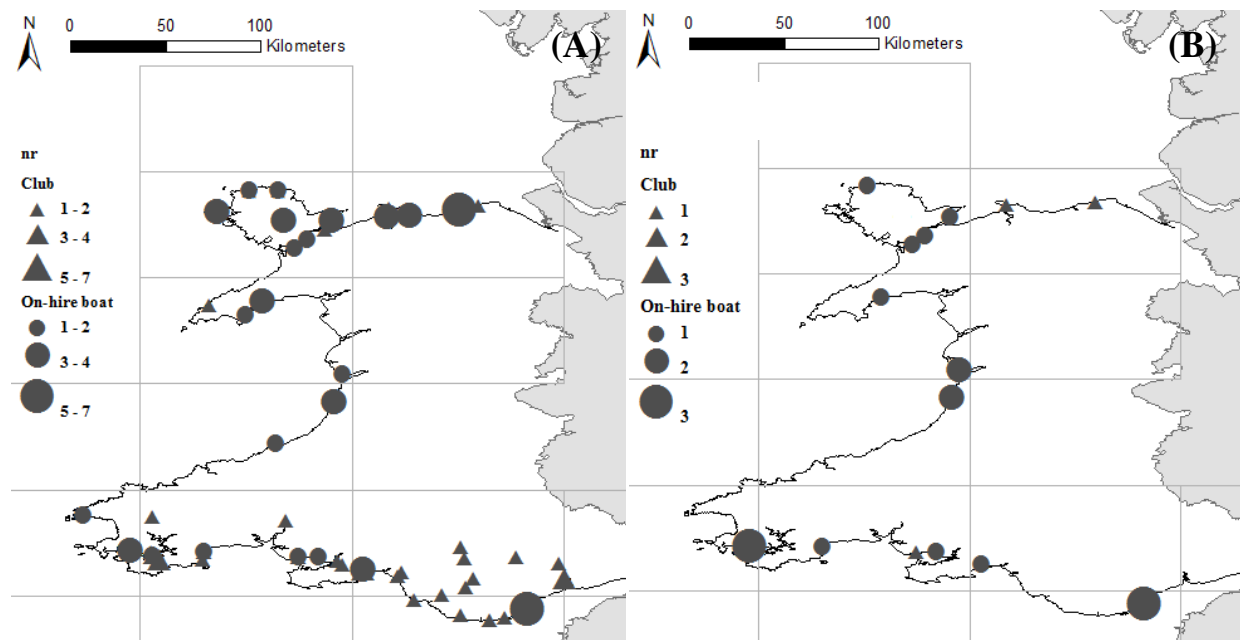 N
0 50 100
Kilometers
(A)
nr
Club
1 - 2
3 - 4
5 - 7
On-hire boat
1 - 2
3 - 4
5 - 7
N
0 50 100
Kilometers
(B)
nr
Club
1
2
3
On-hire boat
1
2
3